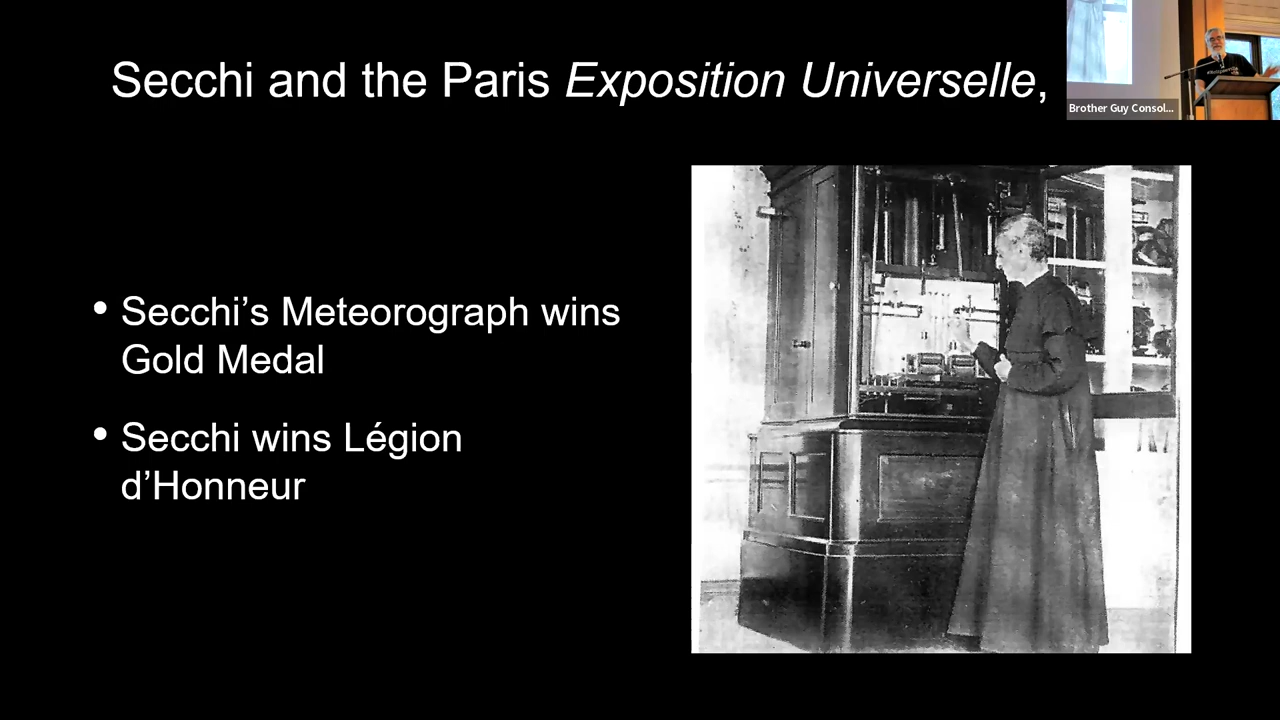 Secchi and the Paris Exposition Universelle,
Brother Guy Consol...
• Secchi’s Meteorograph wins
Gold Medal
• Secchi wins Légion
d’Honneur